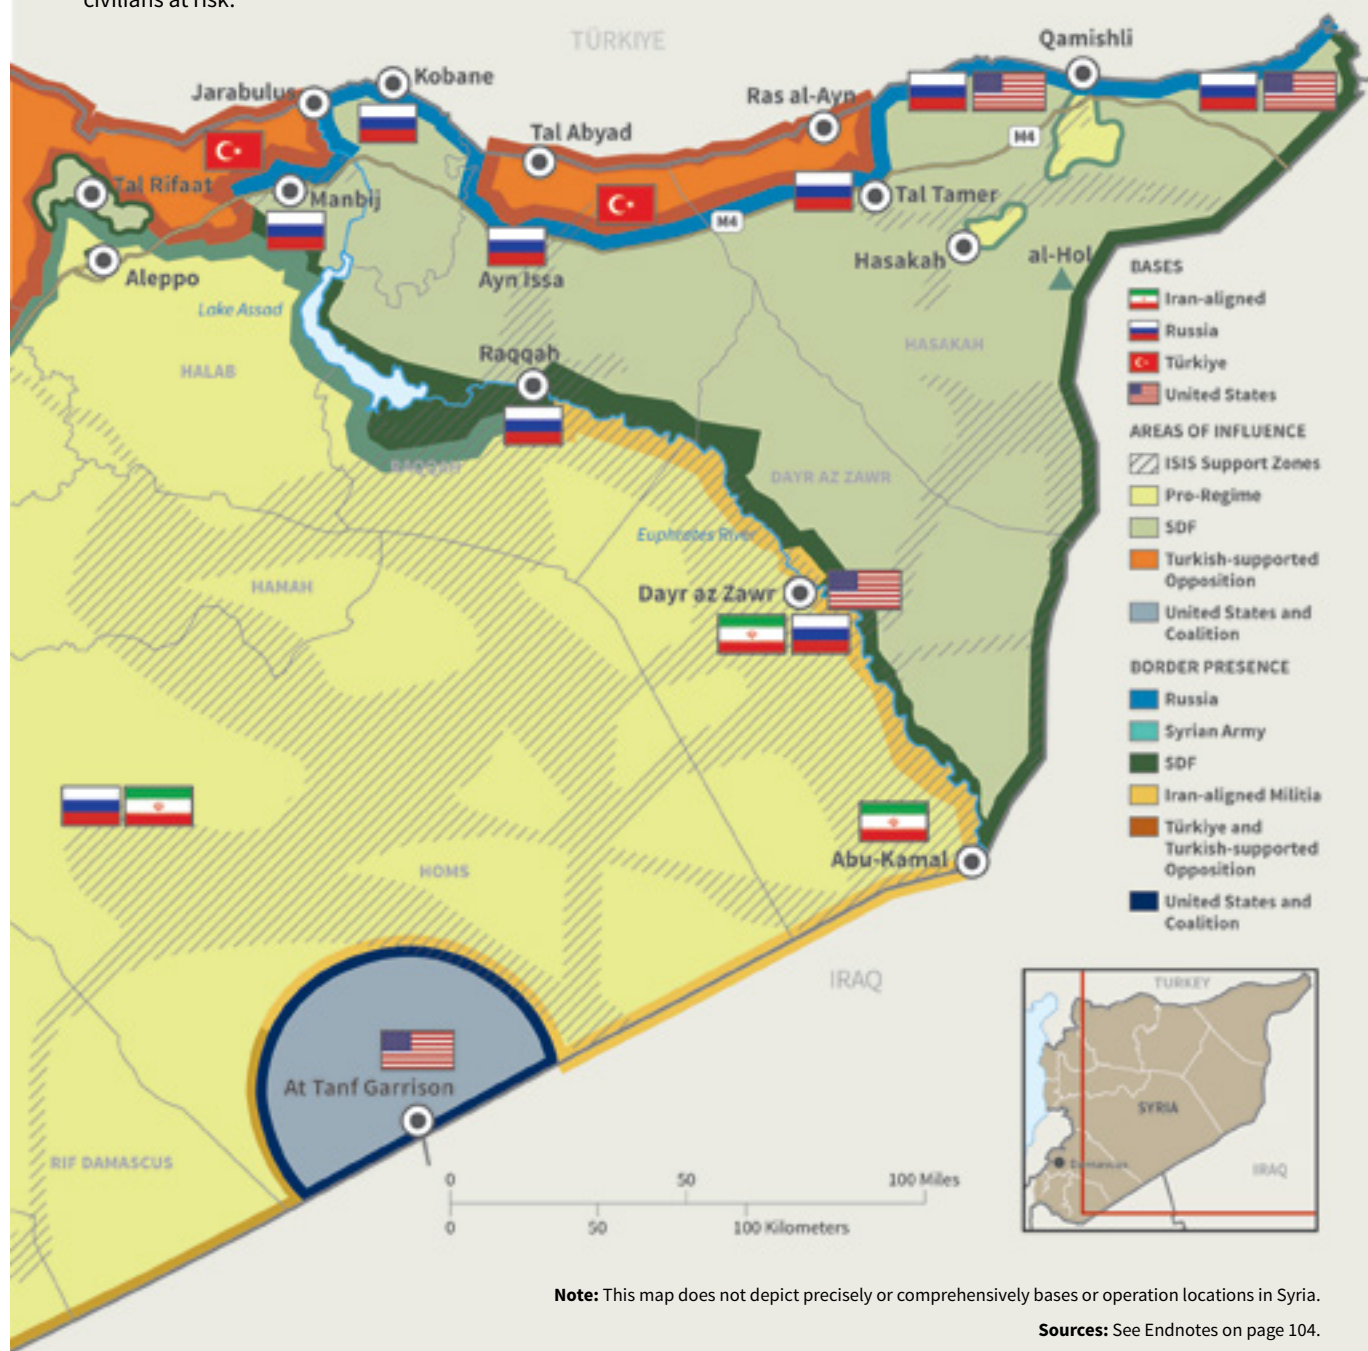 civilians at risk.
TÜRKIYE
Qamishli
Kobane
Jarabulus
Ras al-Ayn
Tal Abyad
M4
Tal Rifaat
Manbij
Tal Tamer
M4
Hasakah
al-Hol
Aleppo
Ayn Issa
Lake Assad
HASAKAH
Raqqah
HALAB
RAQQAH
DAYR AZ ZAWR
Euphrates River
HAMAH
Dayr az Zawr
Abu-Kamal
HOMS
IRAQ
At Tanf Garrison
RIF DAMASCUS
BASES
Iran-aligned
Russia
Türkiye
United States
AREAS OF INFLUENCE
ISIS Support Zones
Pro-Regime
SDF
Turkish-supported
Opposition
United States and
Coalition
BORDER PRESENCE
Russia
Syrian Army
SDF
Iran-aligned Militia
Türkiye and
Turkish-supported
Opposition
United States and
Coalition
TURKEY
SYRIA
Damascus
IRAQ
0 50 100 Miles
0 50 100 Kilometers
Note: This map does not depict precisely or comprehensively bases or operation locations in Syria.
Sources: See Endnotes on page 104.